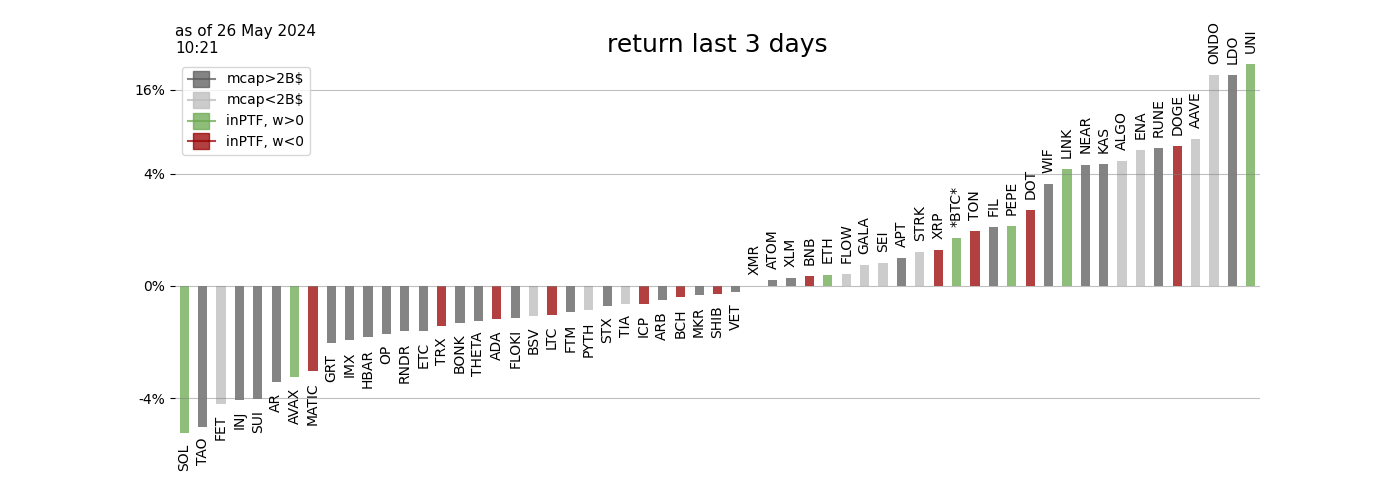 as of 26 May 2024
10:21
return last 3 days
mcap>2B$
mcap<2B$
inPTF, w>0
inPTF, w<0
16%
4%
0%
-4%
SOL
TAO
FET
INJ
SUI
AR
AVAX
MATIC
GRT
IMX
HBAR
OP
RNDR
ETC
TRX
BONK
THETA
ADA
FLOKI
BSV
LTC
FTM
PYTH
STX
TIA
ICP
ARB
BCH
MKR
SHIB
VET
XMR
ATOM
XLM
BNB
ETH
FLOW
GALA
SEI
APT
STRK
XRP
*BTC*
TON
FIL
PEPE
DOT
WIF
LINK
NEAR
KAS
ALGO
ENA
RUNE
DOGE
AAVE
ONDO
LDO
UNI